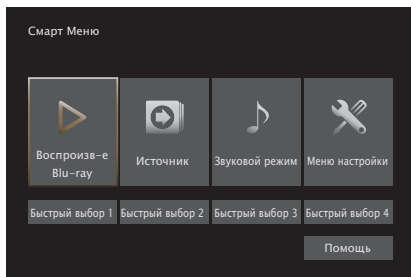 Смарт Меню
Воспроизв-е
Blu-ray
Источник
Звуковой режим
Меню настройки
Быстрый выбор 1
Быстрый выбор 2
Быстрый выбор 3
Быстрый выбор 4
Помощь